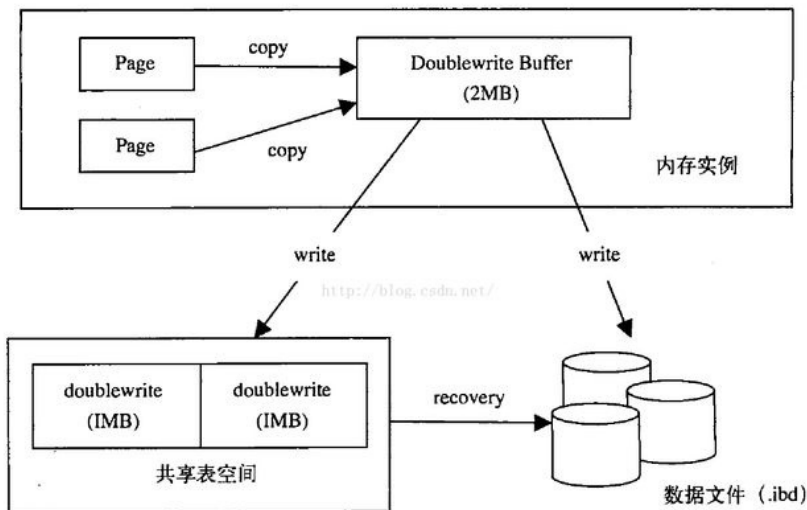 Page
copy
Doublewrite Buffer
(2MB)
Page
copy
内存实例
write
write
http://blog.csdn.net/
doublewrite
(IMB)
doublewrite
(IMB)
recovery
共享表空间
数据文件（.ibd）